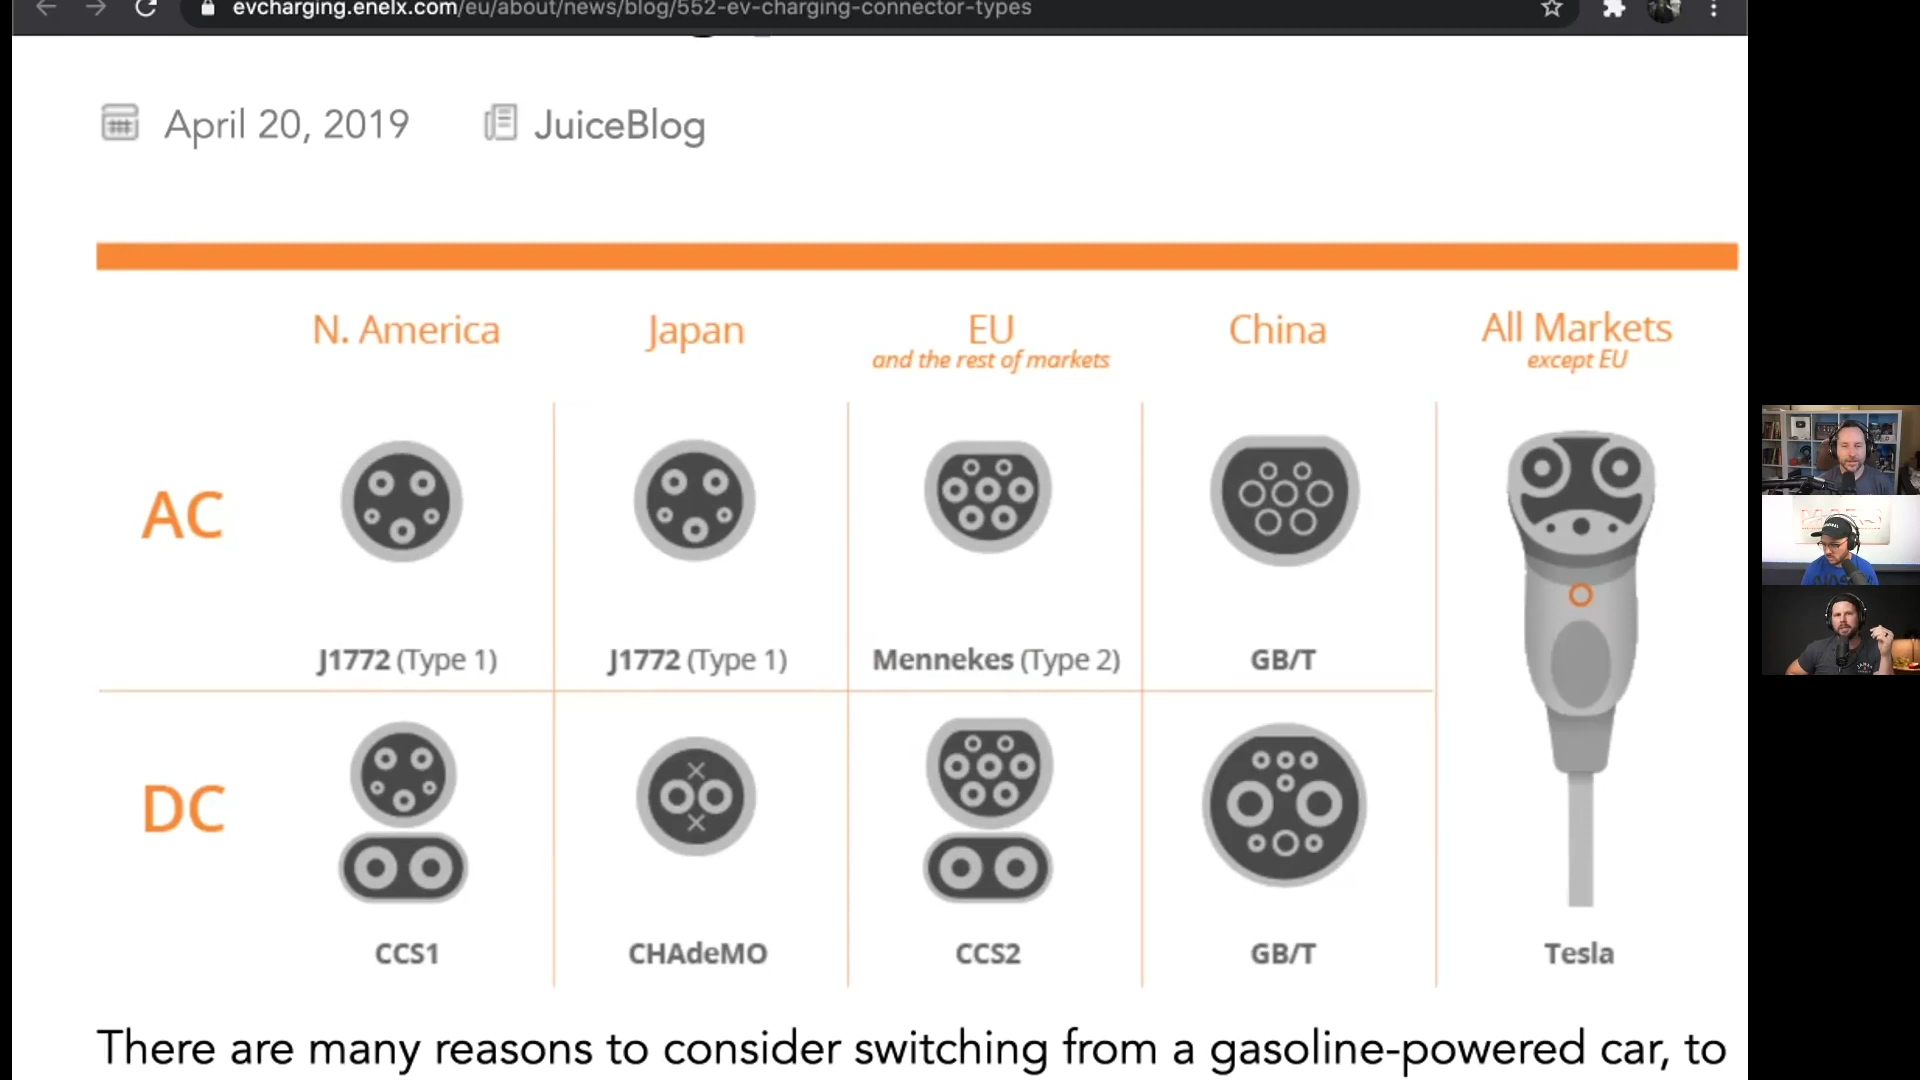 evcharging.enelx.com/eu/about/news/blog/552-ev-charging-connector-types
April 20, 2019 JuiceBlog
N. America Japan EU China All Markets
and the rest of markets except EU
AC
J1772 (Type 1) J1772 (Type 1) Mennekes (Type 2) GB/T
DC
CCS1 CHAdeMO CCS2 GB/T Tesla
There are many reasons to consider switching from a gasoline-powered car, to